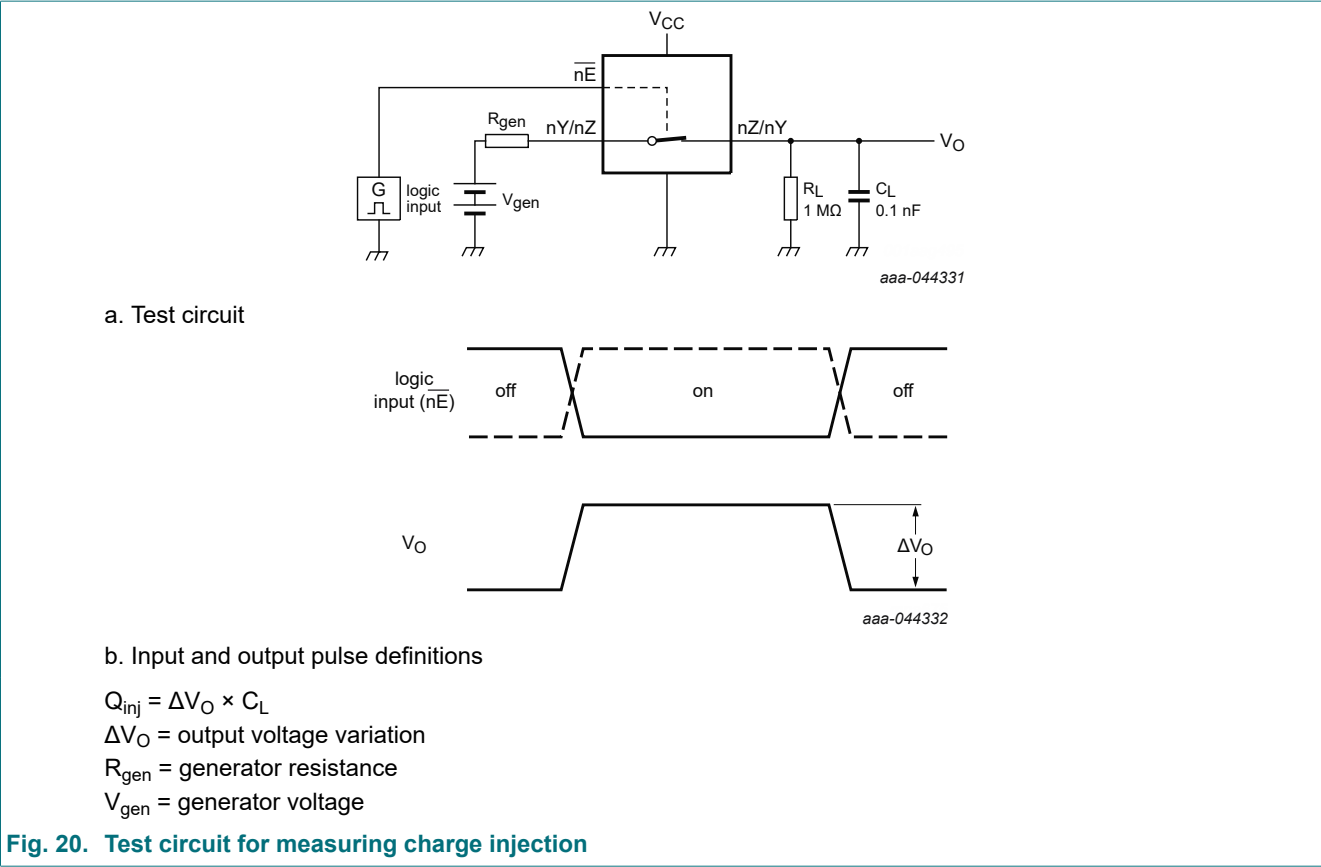 VCC
nE
Rgen
nY/nZ
nZ/nY
VO
G
logic
input
Vgen
RL
1 MΩ
CL
0.1 nF
aaa-044331
a. Test circuit
logic
input (nE)
off
on
off
VO
ΔVO
aaa-044332
b. Input and output pulse definitions
Qinj = ΔVO × CL
ΔVO = output voltage variation
Rgen = generator resistance
Vgen = generator voltage
Fig. 20. Test circuit for measuring charge injection